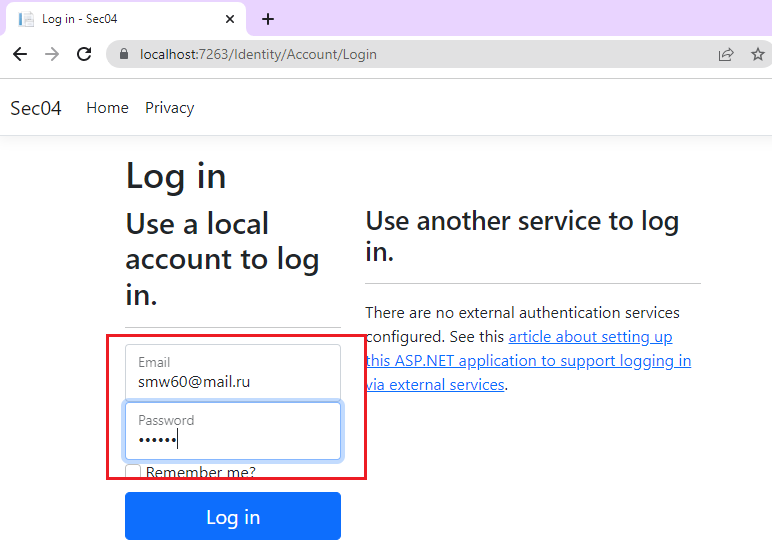 Log in - Sec04
localhost:7263/Identity/Account/Login
Sec04 Home Privacy
Log in
Use a local
account to log
in.
Email
smw60@mail.ru
Password
••••••
Remember me?
Log in
Use another service to log
in.
There are no external authentication services
configured. See this article about setting up
this ASP.NET application to support logging in
via external services.